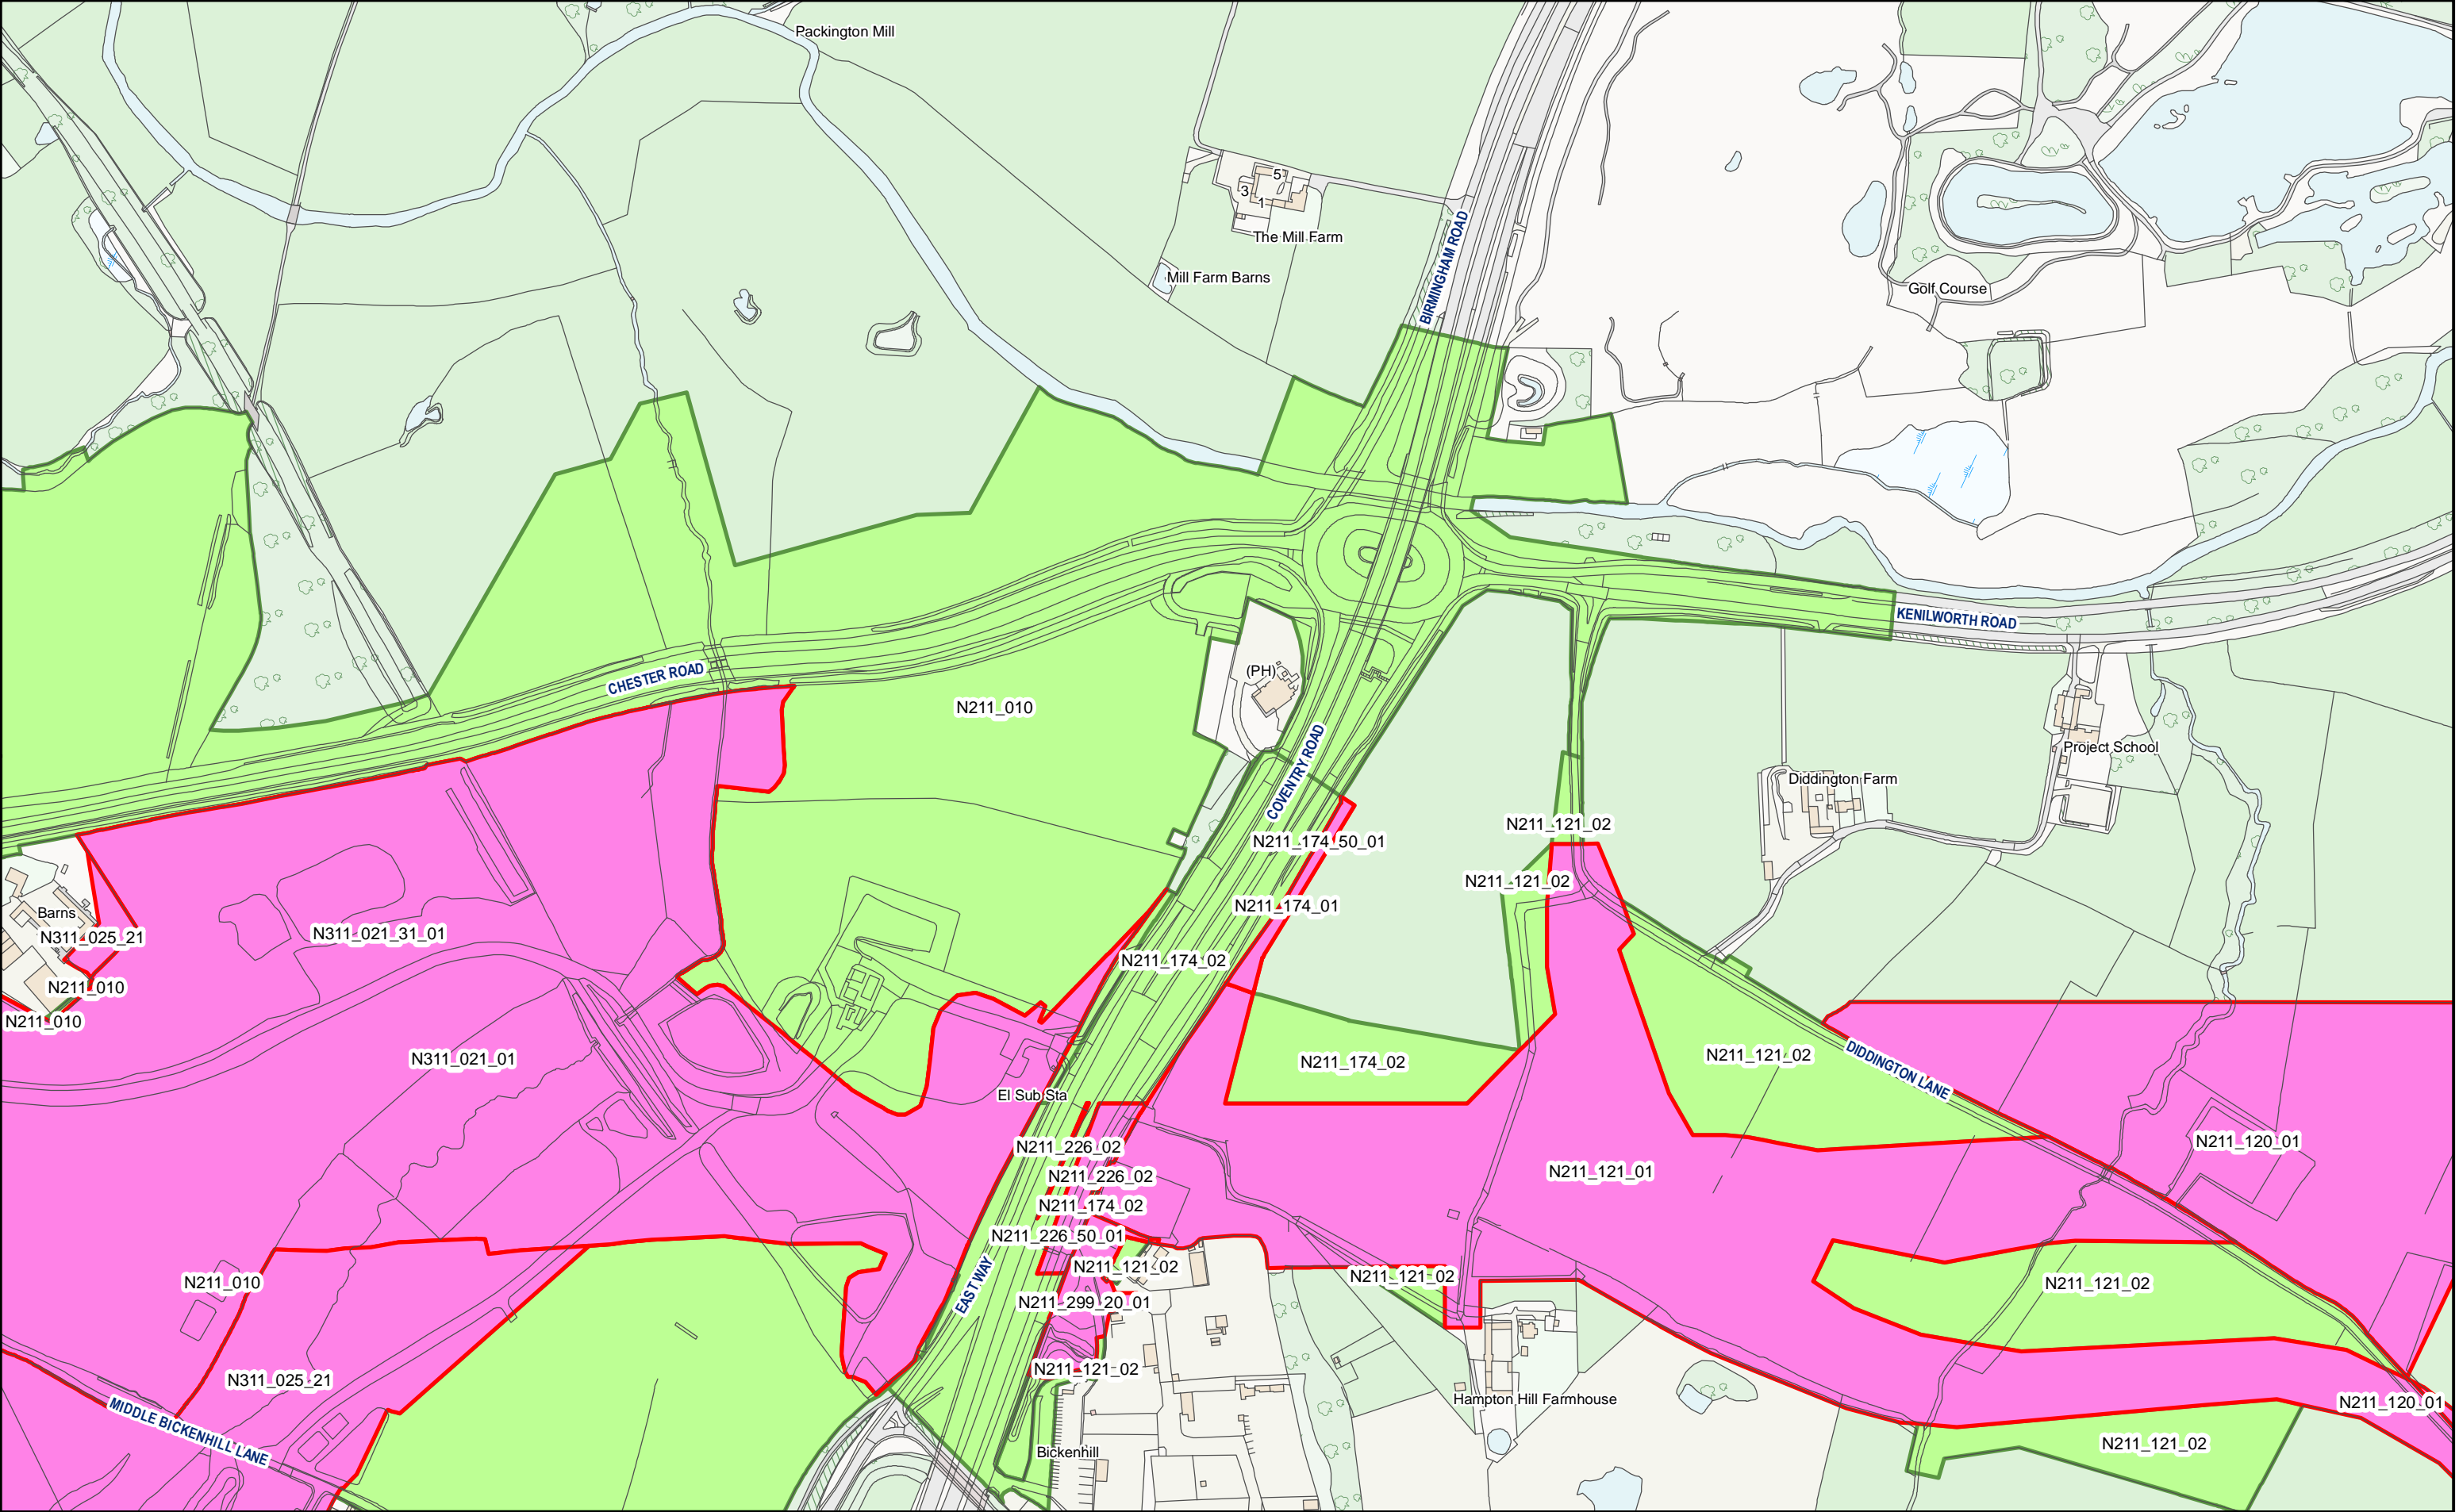 Packington Mill
5
3
1
The Mill Farm
BIRMINGHAM ROAD
Mill Farm Barns
Golf Course
KENILWORTH ROAD
CHESTER ROAD
(PH)
N211_010
Project School
COVENTRY ROAD
Diddington Farm
N211_121_02
N211_174_50_01
N211_121_02
N211_174_01
Barns
N311_021_31_01
N311_025_21
N211_174_02
N211_010
N211_010
N311_021_01
N211_174_02
N211_121_02
DIDDINGTON LANE
El Sub Sta
N211_226_02
N211_120_01
N211_226_02
N211_121_01
N211_174_02
N211_226_50_01
N211_121_02
N211_121_02
N211_010
N211_121_02
EAST WAY
N211_299_20_01
N211_121_02
N311_025_21
Hampton Hill Farmhouse
N211_120_01
MIDDLE BICKENHILL LANE
N211_121_02
Bickenhill